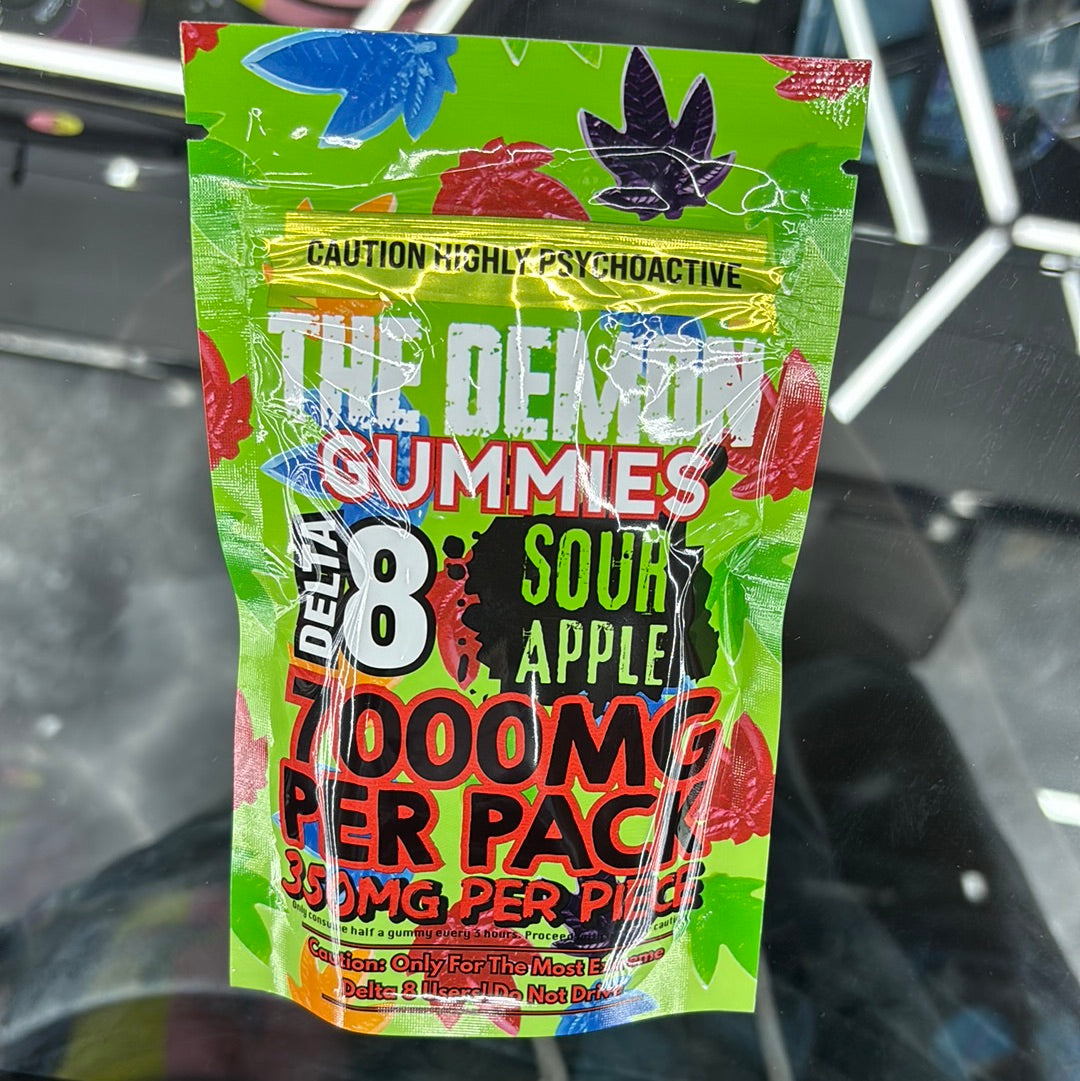 CAUTION HIGHLY PSYCHOACTIVE
THE DEMON
GUMMIES
DELTA 8
SOUR
APPLE
7000MG
PER PACK
350MG PER PIECE
Only consume half a gummy every 3 hours. Proceed
Caution: Only For The Most Extreme
Delta 8 Users! Do Not Drive